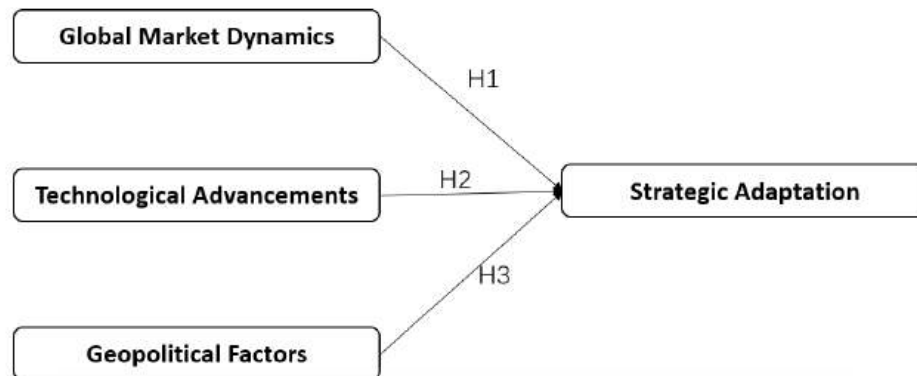 Global Market Dynamics
H1
Technological Advancements
H2
Strategic Adaptation
H3
Geopolitical Factors